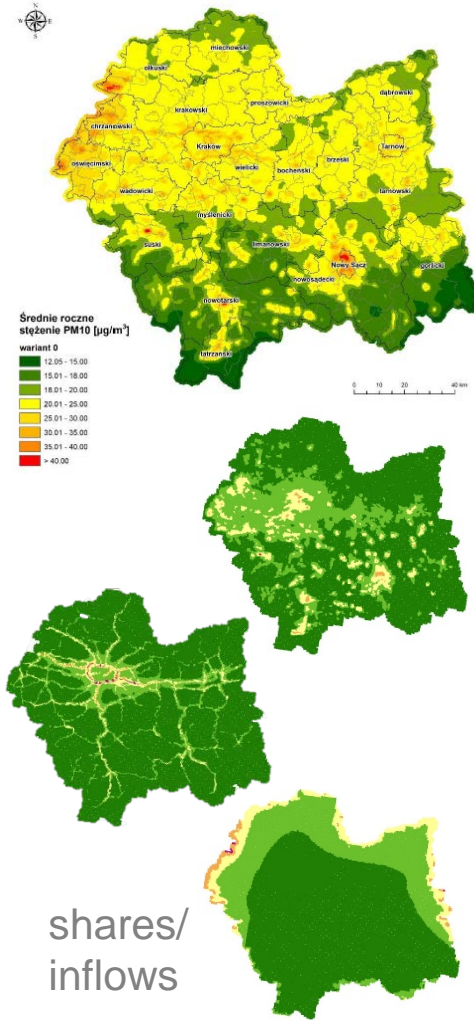 N
W E
S
miechowski
olkuski
dąbrowski
proszowicki
krakowski
chrzanowski
Kraków
Tarnów
brzeski
oświęcimski
wielicki
bocheński
wadowicki
tarnowski
myślenicki
suski
limanowski
Nowy Sącz
gorlicki
nowosądecki
nowotarski
tatrzański
Średnie roczne
stężenie PM10 [µg/m³]
wariant 0
12.05 - 15.00
15.01 - 18.00
18.01 - 20.00
20.01 - 25.00
25.01 - 30.00
30.01 - 35.00
35.01 - 40.00
> 40.00
0 10 20 40 km
shares/
inflows